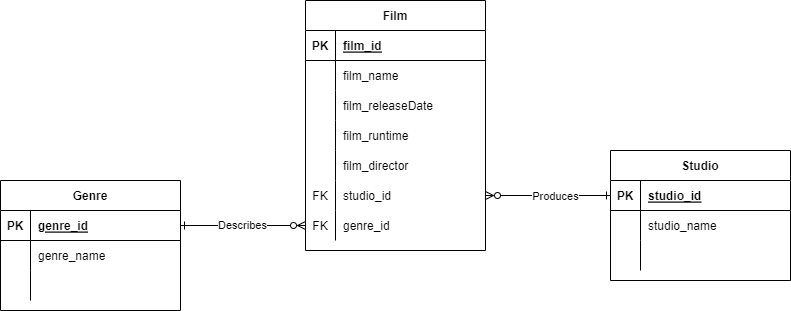 Film
PK film_id
film_name
film_releaseDate
film_runtime
film_director
FK studio_id
FK genre_id
Genre
PK genre_id
genre_name
Describes
Produces
Studio
PK studio_id
studio_name